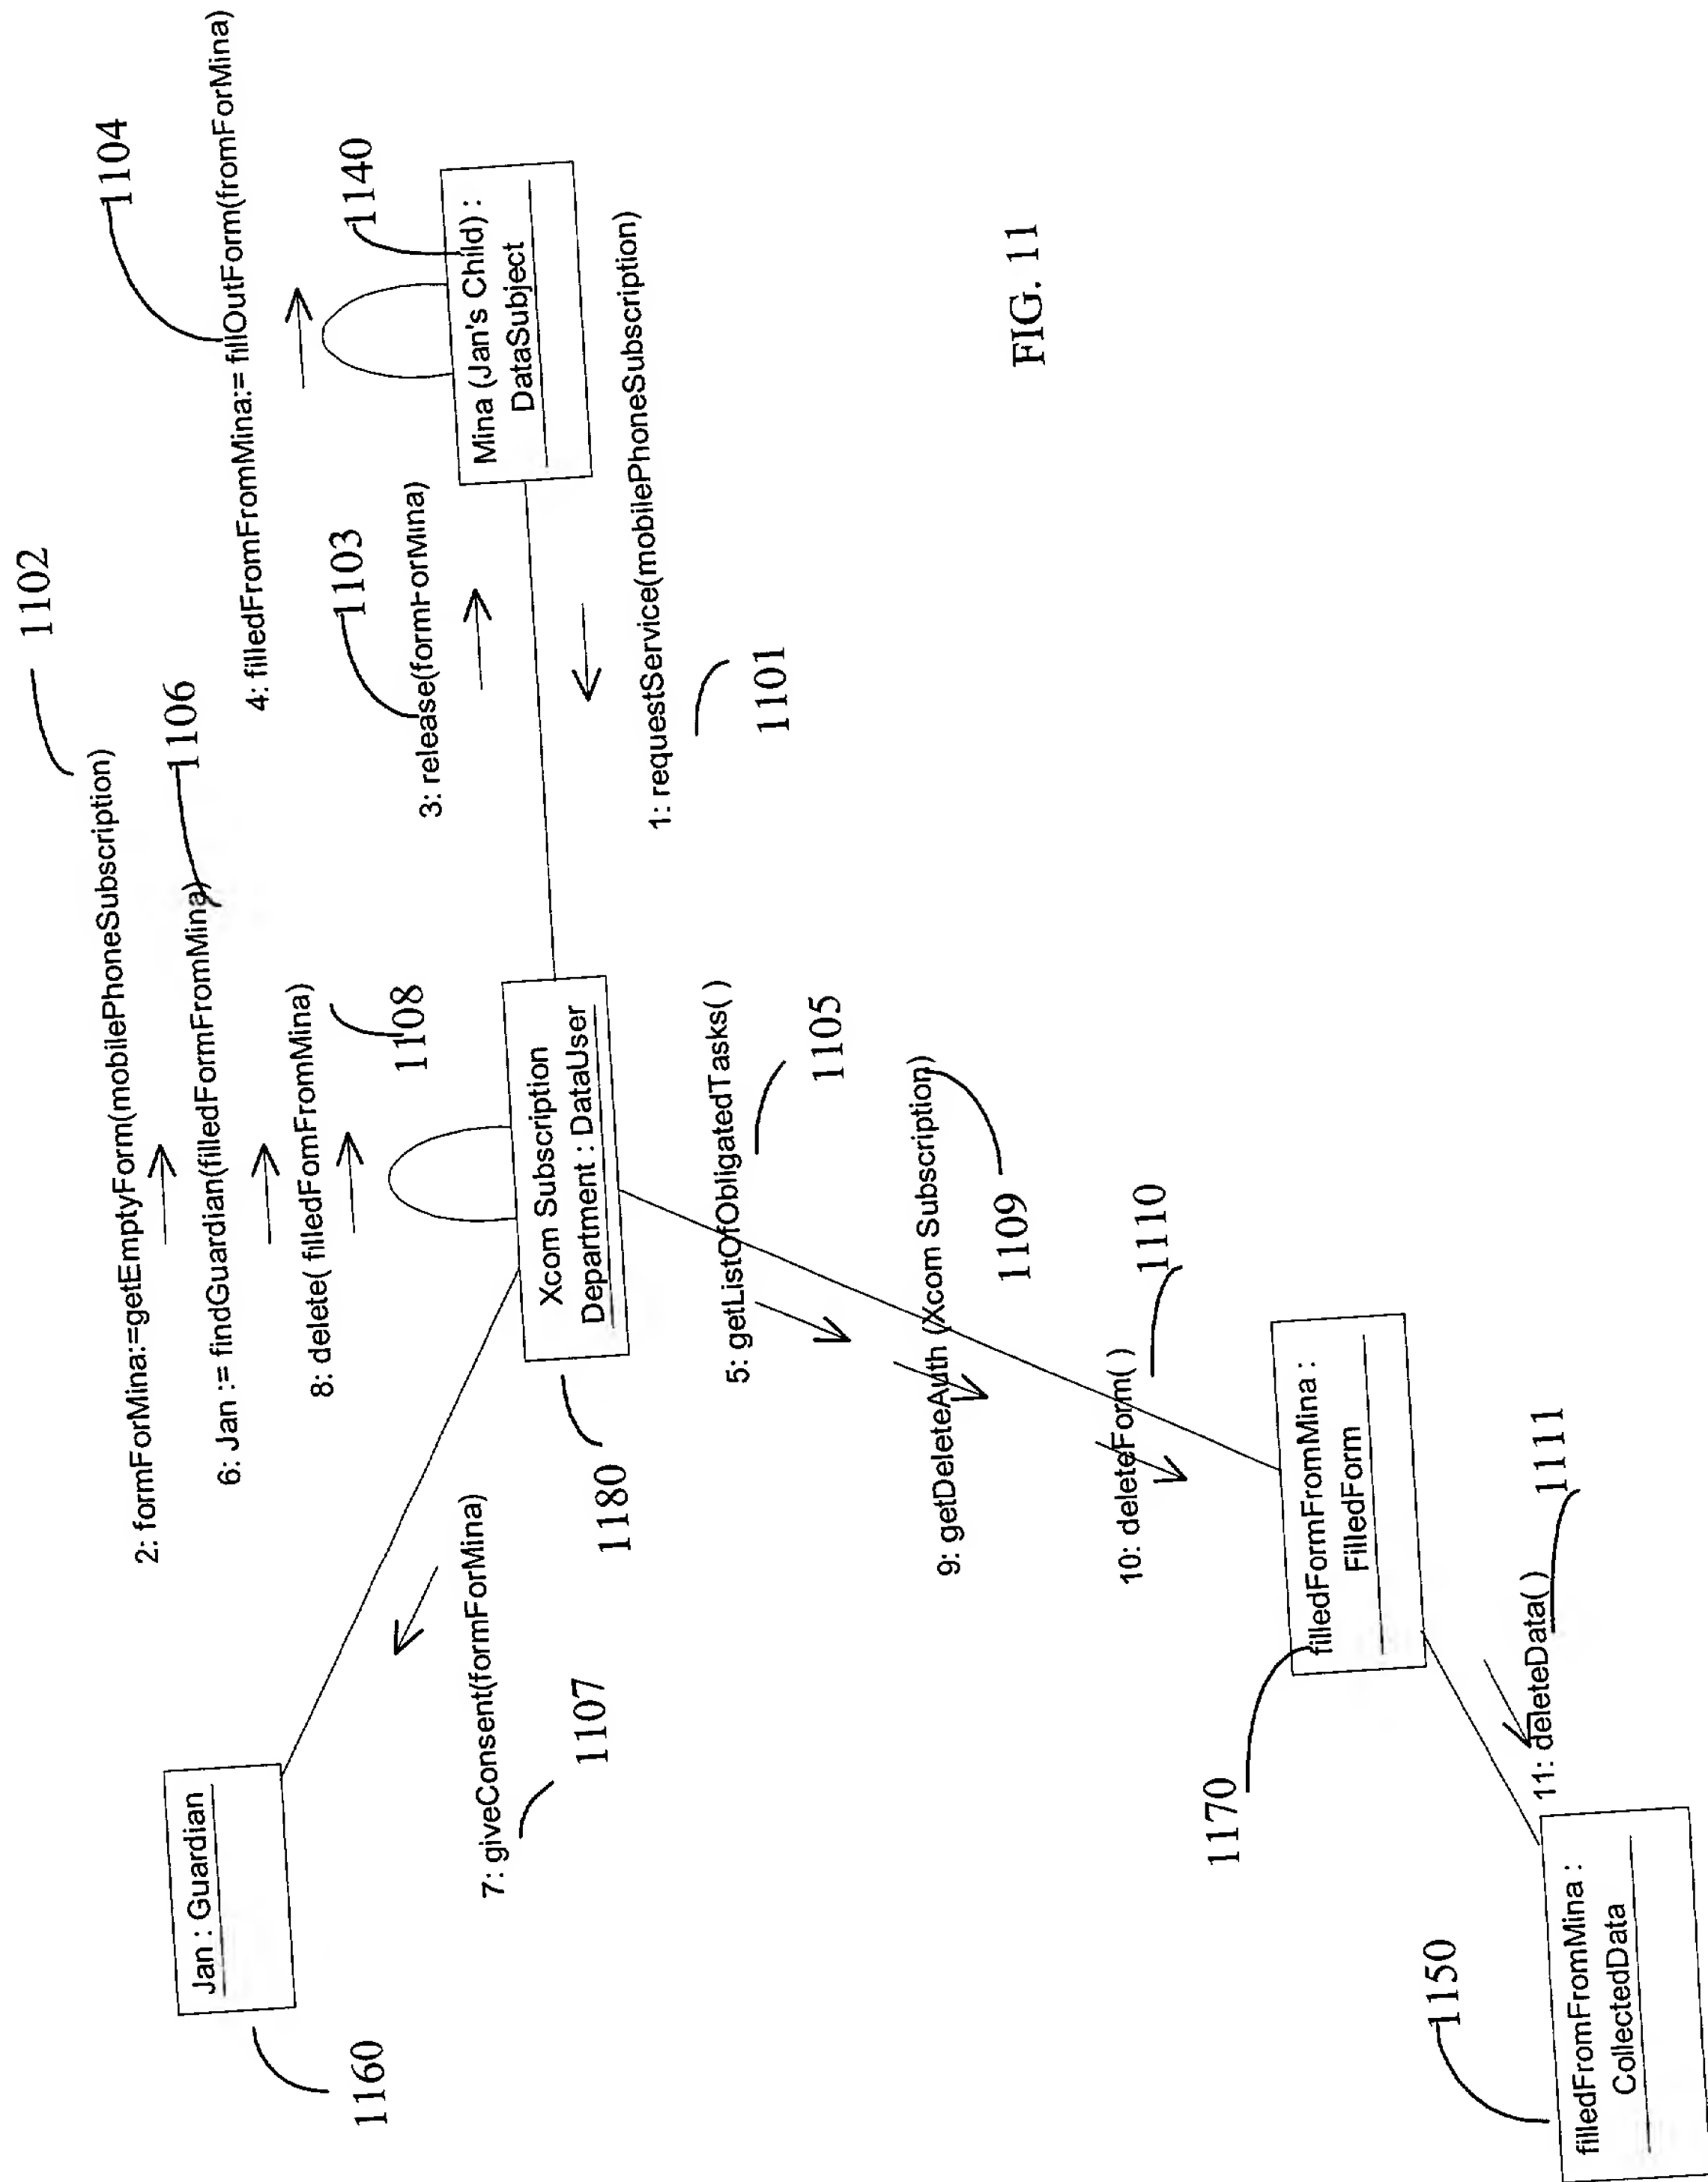 1102
2: formForMina:=getEmptyForm(mobilePhoneSubscription)
1106
6: Jan := findGuardian(filledFormFromMina)
8: delete( filledFomFromMina)
1108
1104
4: filledFromFromMina:= fillOutForm(fromForMina)
1103
3: release(formForMina)
1140
Mina (Jan's Child) :
DataSubject
1: requestService(mobilePhoneSubscription)
1101
Jan : Guardian
1160
7: giveConsent(formForMina)
1107
Xcom Subscription
Department : DataUser
1180
5: getListOfObligatedTasks( )
1105
9: getDeleteAuth (Xcom Subscription)
1109
10: deleteForm( )
1110
filledFormFromMina :
FilledForm
1170
11: deleteData( )
1111
filledFromFromMina :
CollectedData
1150
FIG. 11